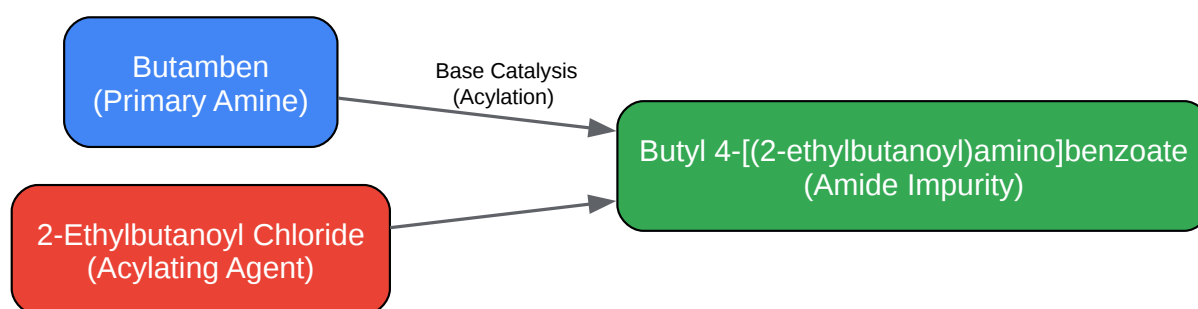 Butamben
(Primary Amine)
Base Catalysis
(Acylation)
Butyl 4-[(2-ethylbutanoyl)amino]benzoate
(Amide Impurity)
2-Ethylbutanoyl Chloride
(Acylating Agent)